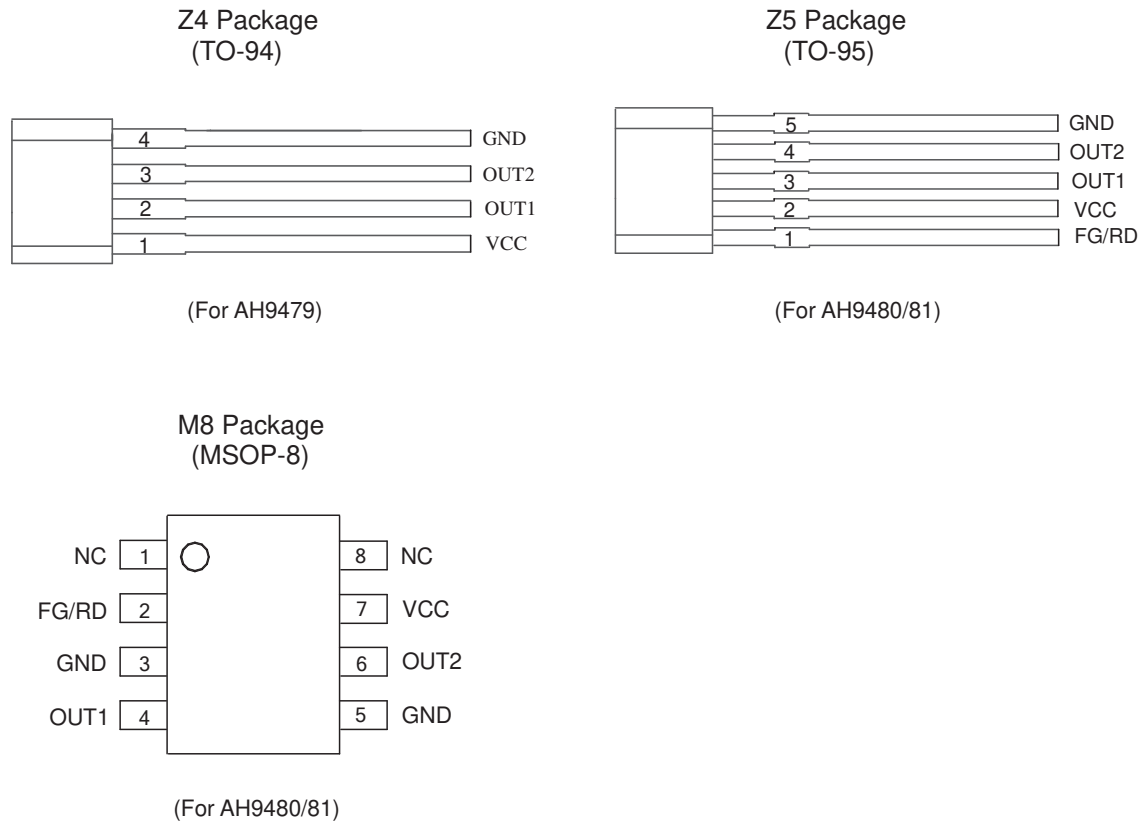 Z4 Package
(TO-94)
4 GND
3 OUT2
2 OUT1
1 VCC
(For AH9479)
Z5 Package
(TO-95)
5 GND
4 OUT2
3 OUT1
2 VCC
1 FG/RD
(For AH9480/81)
M8 Package
(MSOP-8)
NC 1 8 NC
FG/RD 2 7 VCC
GND 3 6 OUT2
OUT1 4 5 GND
(For AH9480/81)